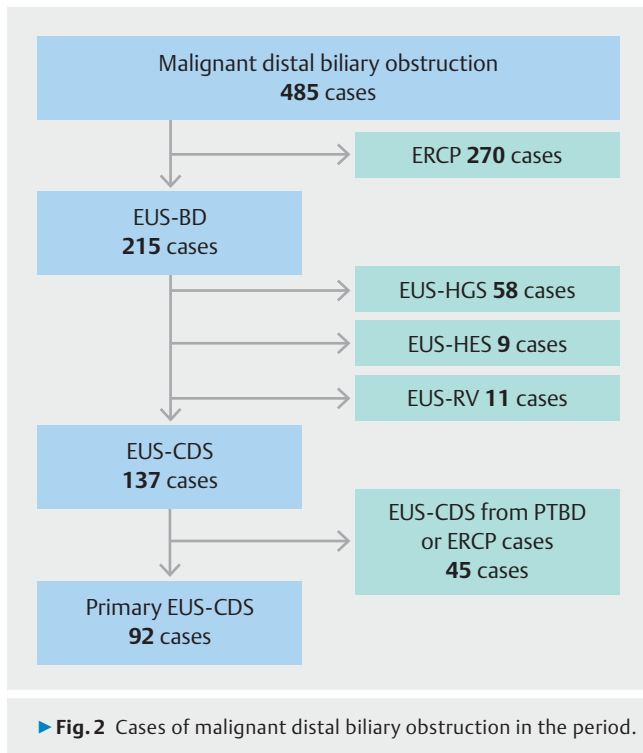 Malignant distal biliary obstruction
485 cases
ERCP 270 cases
EUS-BD
215 cases
EUS-HGS 58 cases
EUS-HES 9 cases
EUS-RV 11 cases
EUS-CDS
137 cases
EUS-CDS from PTBD
or ERCP cases
45 cases
Primary EUS-CDS
92 cases
▶ Fig. 2 Cases of malignant distal biliary obstruction in the period.